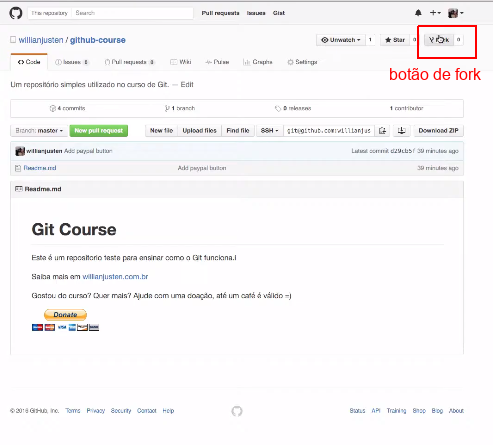 This repository Search Pull requests Issues Gist
willianjusten / github-course Unwatch 1 Star 0 Fork 0
botão de fork
Code Issues 0 Pull requests 0 Wiki Pulse Graphs Settings
Um repositório simples utilizado no curso de Git. — Edit
4 commits 1 branch 0 releases 1 contributor
Branch: master New pull request New file Upload files Find file SSH git@github.com:willianjus Download ZIP
willianjusten Add paypal button Latest commit d29cb5f 39 minutes ago
Readme.md Add paypal button 39 minutes ago
Readme.md
Git Course
Este é um repositorio teste para ensinar como o Git funciona.!
Saiba mais em willianjusten.com.br
Gostou do curso? Quer mais? Ajude com uma doação, até um café é válido =)
Donate
© 2016 GitHub, Inc. Terms Privacy Security Contact Help Status API Training Shop Blog About